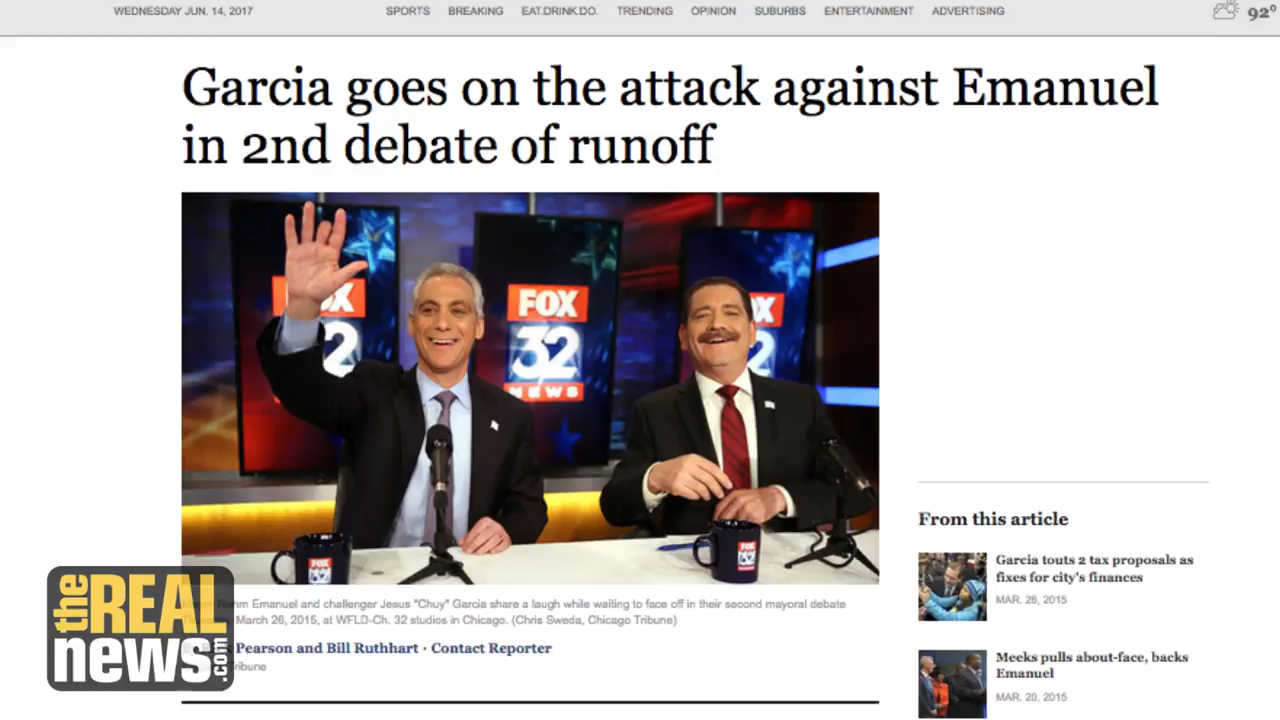 WEDNESDAY JUN. 14, 2017 SPORTS BREAKING EAT.DRINK.DO. TRENDING OPINION SUBURBS ENTERTAINMENT ADVERTISING 92°
Garcia goes on the attack against Emanuel
in 2nd debate of runoff
FOX
32
NEWS
FOX
32
FOX
32
From this article
Garcia touts 2 tax proposals as
fixes for city's finances
MAR. 26, 2015
Meeks pulls about-face, backs
Emanuel
MAR. 20, 2015
Emanuel and challenger Jesus "Chuy" Garcia share a laugh while waiting to face off in their second mayoral debate
March 26, 2015, at WFLD-Ch. 32 studios in Chicago. (Chris Sweda, Chicago Tribune)
Pearson and Bill Ruthhart · Contact Reporter
Tribune
the REAL
news.com